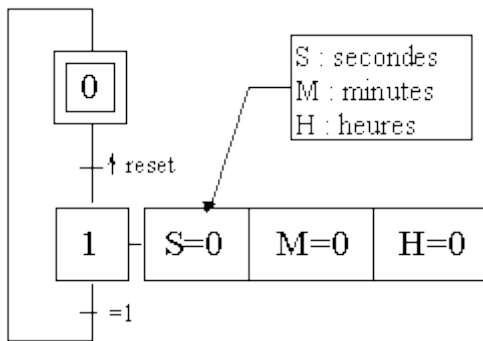 0
S : secondes
M : minutes
H : heures
↑ reset
1
S=0
M=0
H=0
=1